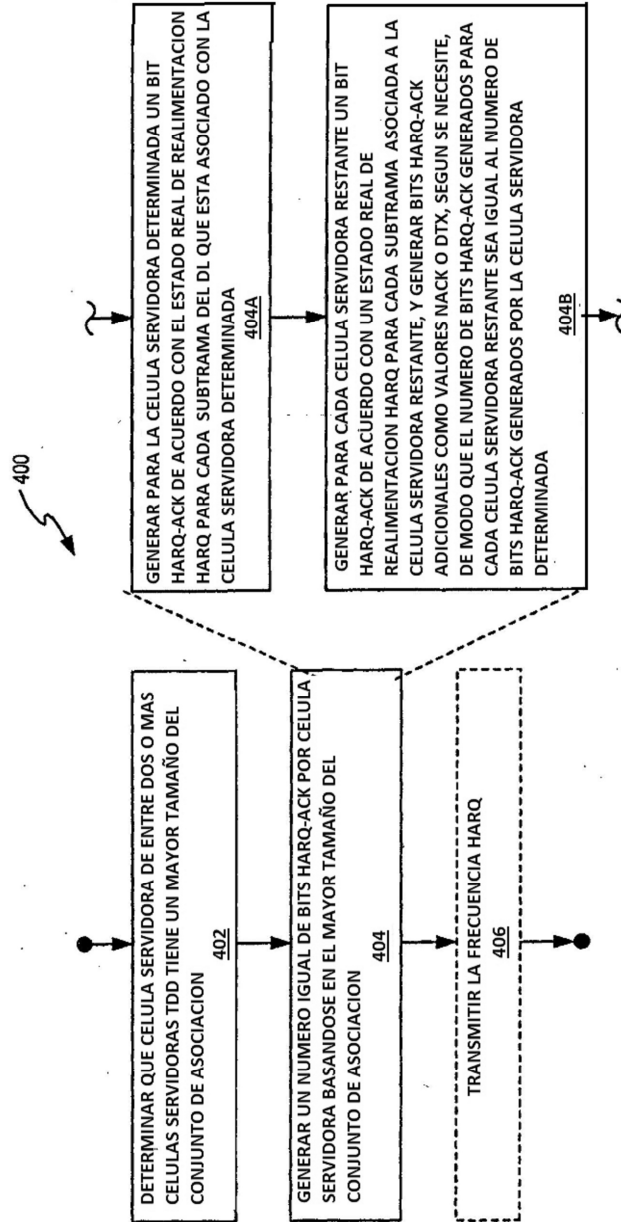 400
DETERMINAR QUE CELULA SERVIDORA DE ENTRE DOS O MAS
CELULAS SERVIDORAS TDD TIENE UN MAYOR TAMAÑO DEL
CONJUNTO DE ASOCIACION
402
GENERAR UN NUMERO IGUAL DE BITS HARQ-ACK POR CELULA
SERVIDORA BASANDOSE EN EL MAYOR TAMAÑO DEL
CONJUNTO DE ASOCIACION
404
TRANSMITIR LA FRECUENCIA HARQ
406
GENERAR PARA LA CELULA SERVIDORA DETERMINADA UN BIT
HARQ-ACK DE ACUERDO CON EL ESTADO REAL DE REALIMENTACION
HARQ PARA CADA SUBTRAMA DEL DL QUE ESTA ASOCIADO CON LA
CELULA SERVIDORA DETERMINADA
404A
GENERAR PARA CADA CELULA SERVIDORA RESTANTE UN BIT
HARQ-ACK DE ACUERDO CON UN ESTADO REAL DE
REALIMENTACION HARQ PARA CADA SUBTRAMA ASOCIADA A LA
CELULA SERVIDORA RESTANTE, Y GENERAR BITS HARQ-ACK
ADICIONALES COMO VALORES NACK O DTX, SEGUN SE NECESITE,
DE MODO QUE EL NUMERO DE BITS HARQ-ACK GENERADOS PARA
CADA CELULA SERVIDORA RESTANTE SEA IGUAL AL NUMERO DE
BITS HARQ-ACK GENERADOS POR LA CELULA SERVIDORA
DETERMINADA
404B